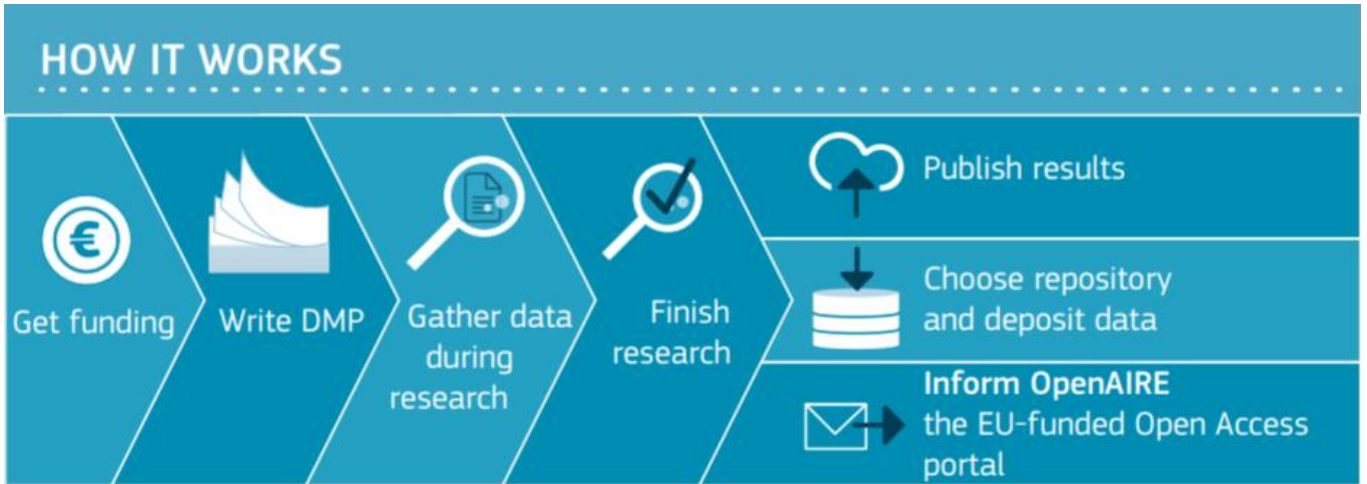 HOW IT WORKS
€
Get funding
Write DMP
Gather data
during
research
Finish
research
Publish results
Choose repository
and deposit data
Inform OpenAIRE
the EU-funded Open Access
portal